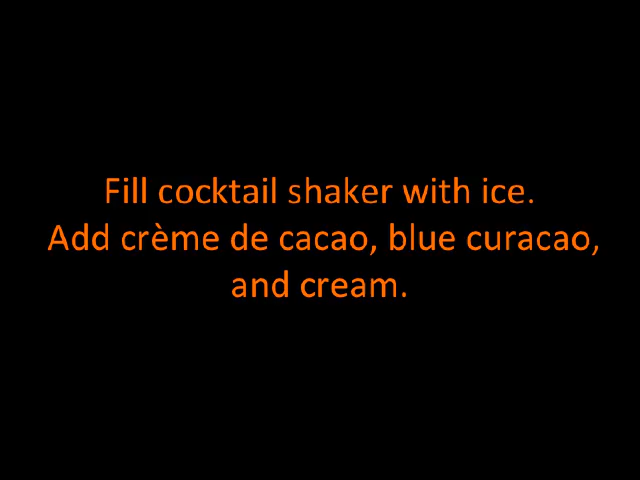 Fill cocktail shaker with ice.
Add crème de cacao, blue curacao,
and cream.